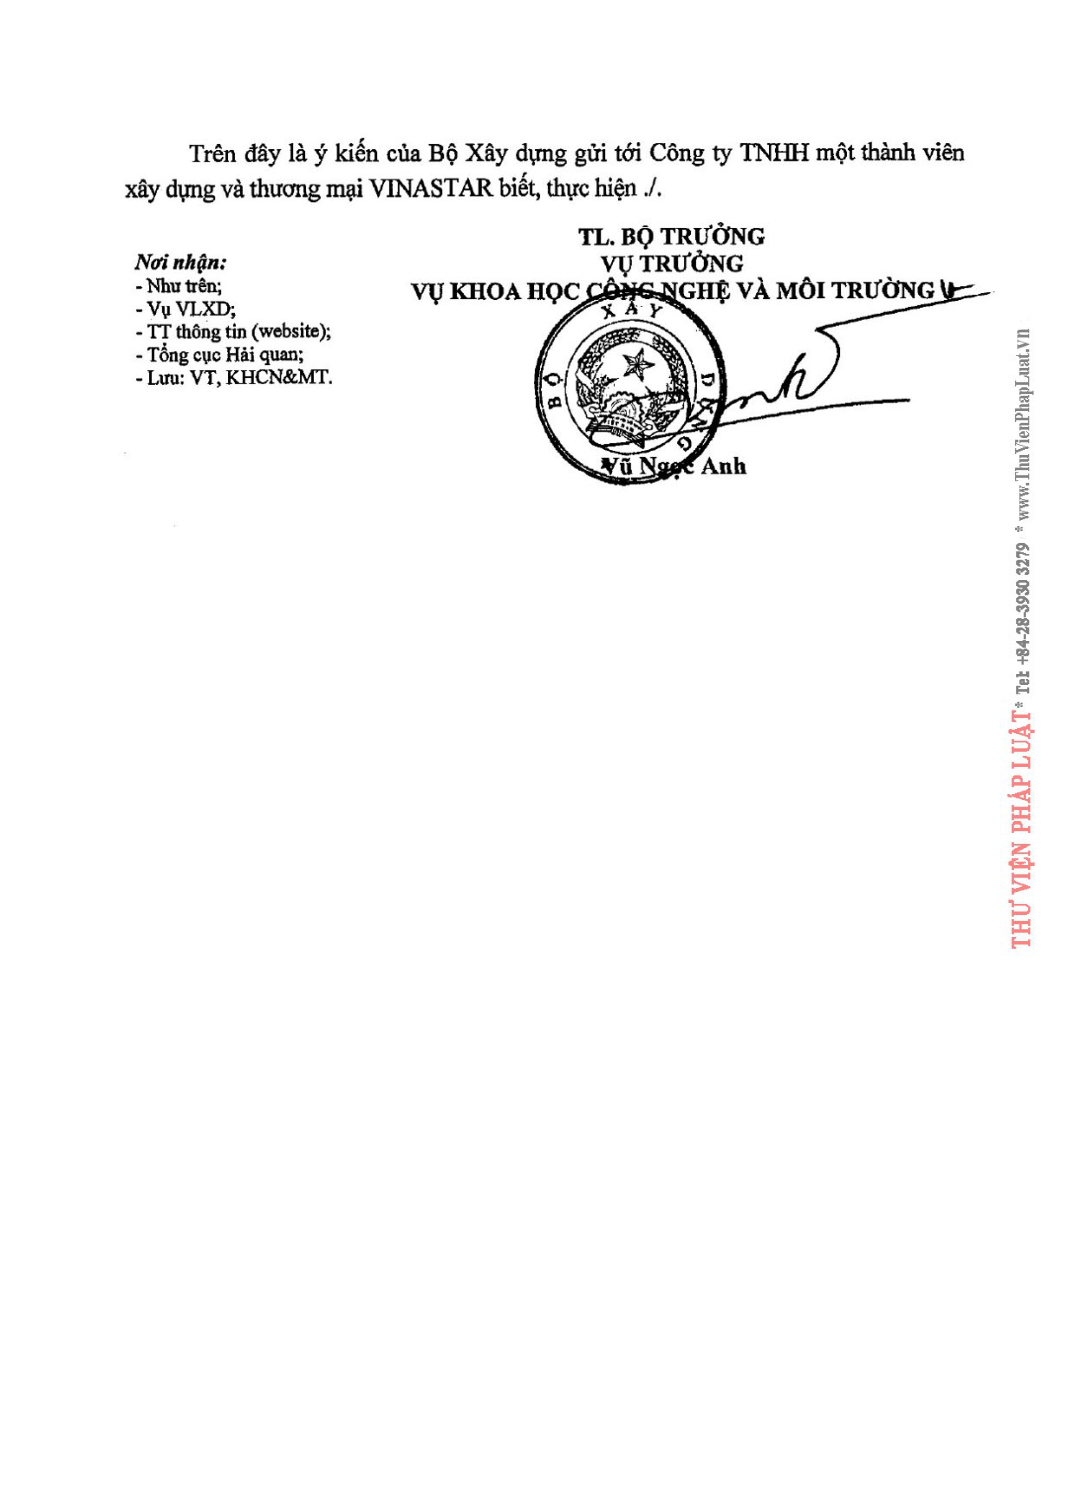 Trên đây là ý kiến của Bộ Xây dựng gửi tới Công ty TNHH một thành viên
xây dựng và thương mại VINASTAR biết, thực hiện ./.
Nơi nhận:
- Như trên;
- Vụ VLXD;
- TT thông tin (website);
- Tổng cục Hải quan;
- Lưu: VT, KHCN&MT.
TL. BỘ TRƯỞNG
VỤ TRƯỞNG
VỤ KHOA HỌC CÔNG NGHỆ VÀ MÔI TRƯỜNG
BỘ XÂY DỰNG
Vũ Ngọc Anh
THƯ VIỆN PHÁP LUẬT * Tel: +84-28-3930 3279 * www.ThuVienPhapLuat.vn